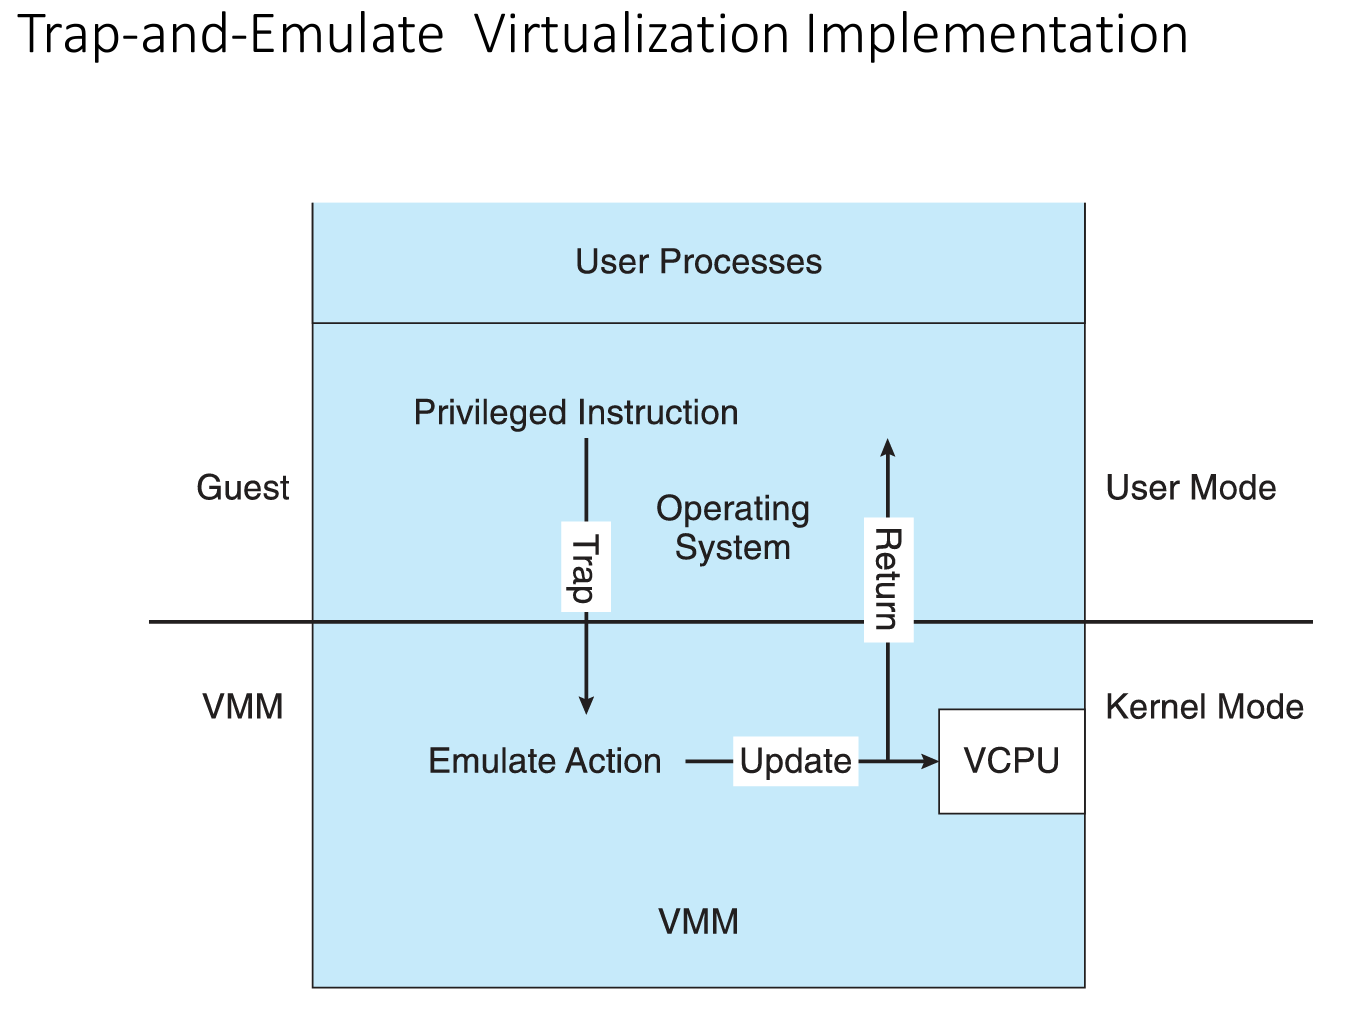 Trap-and-Emulate  Virtualization Implementation
User Processes
Privileged Instruction
Guest
Operating
System
User Mode
Trap
Return
VMM
Kernel Mode
Emulate Action
Update
VCPU
VMM